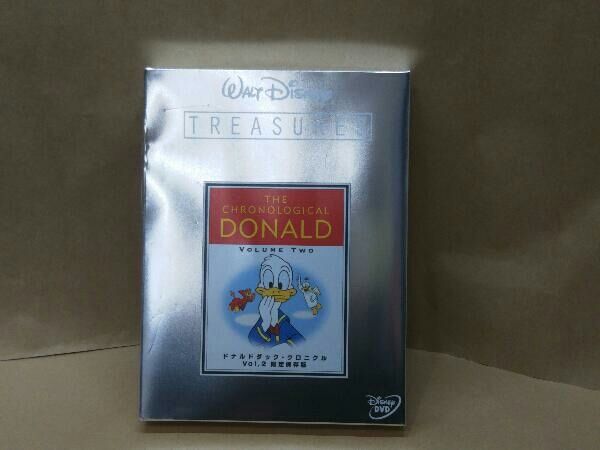 WALT DISNEY
TREASURES
THE
CHRONOLOGICAL
DONALD
VOLUME TWO
ドナルドダック・クロニクル
Vol.2 限定保存版
DISNEY
DVD